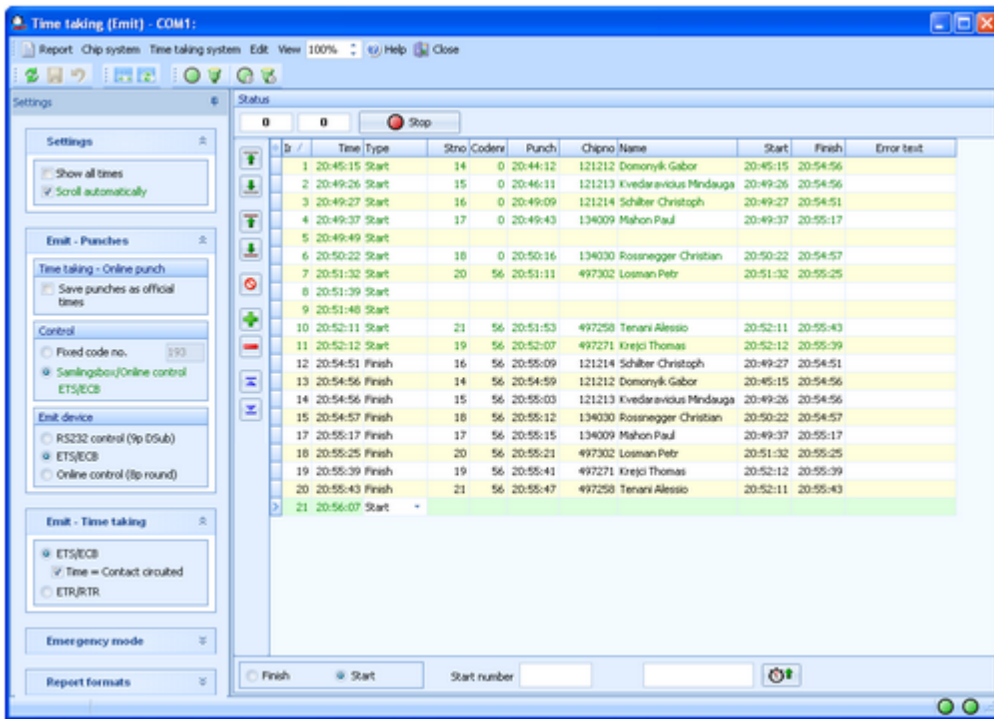 Time taking (Emit) - COM1:
Report Chip system Time taking system Edit View 100% Help Close
Settings
Status
0 0 Stop
Settings
Show all times
Scroll automatically
Emit - Punches
Time taking - Online punch
Save punches as official times
Control
Fixed code no. 193
Samlingsbox/Online control ETS/ECB
Emit device
RS232 control (9p DSub)
ETS/ECB
Online control (8p round)
Emit - Time taking
ETS/ECB
Time = Contact circuited
ETR/RTR
Emergency mode
Report formats
Time Type Stno Codenr Punch Chipno Name Start Finish Error text
1 20:45:15 Start 14 0 20:44:12 121212 Domonyik Gabor 20:45:15 20:54:56
2 20:49:26 Start 15 0 20:46:11 121213 Kvedaravicius Mindauga 20:49:26 20:54:56
3 20:49:27 Start 16 0 20:49:09 121214 Schilter Christoph 20:49:27 20:54:51
4 20:49:37 Start 17 0 20:49:43 134009 Mahon Paul 20:49:37 20:55:17
5 20:49:49 Start
6 20:50:22 Start 18 0 20:50:16 134030 Rossnegger Christian 20:50:22 20:54:57
7 20:51:32 Start 20 56 20:51:11 497302 Losman Petr 20:51:32 20:55:25
8 20:51:39 Start
9 20:51:48 Start
10 20:52:11 Start 21 56 20:51:53 497258 Tenani Alessio 20:52:11 20:55:43
11 20:52:12 Start 19 56 20:52:07 497271 Krejci Thomas 20:52:12 20:55:39
12 20:54:51 Finish 16 56 20:55:09 121214 Schilter Christoph 20:49:27 20:54:51
13 20:54:56 Finish 14 56 20:54:59 121212 Domonyik Gabor 20:45:15 20:54:56
14 20:54:56 Finish 15 56 20:55:03 121213 Kvedaravicius Mindauga 20:49:26 20:54:56
15 20:54:57 Finish 18 56 20:55:12 134030 Rossnegger Christian 20:50:22 20:54:57
17 20:55:17 Finish 17 56 20:55:15 134009 Mahon Paul 20:49:37 20:55:17
18 20:55:25 Finish 20 56 20:55:21 497302 Losman Petr 20:51:32 20:55:25
19 20:55:39 Finish 19 56 20:55:41 497271 Krejci Thomas 20:52:12 20:55:39
20 20:55:43 Finish 21 56 20:55:47 497258 Tenani Alessio 20:52:11 20:55:43
21 20:56:07 Start
Finish Start Start number